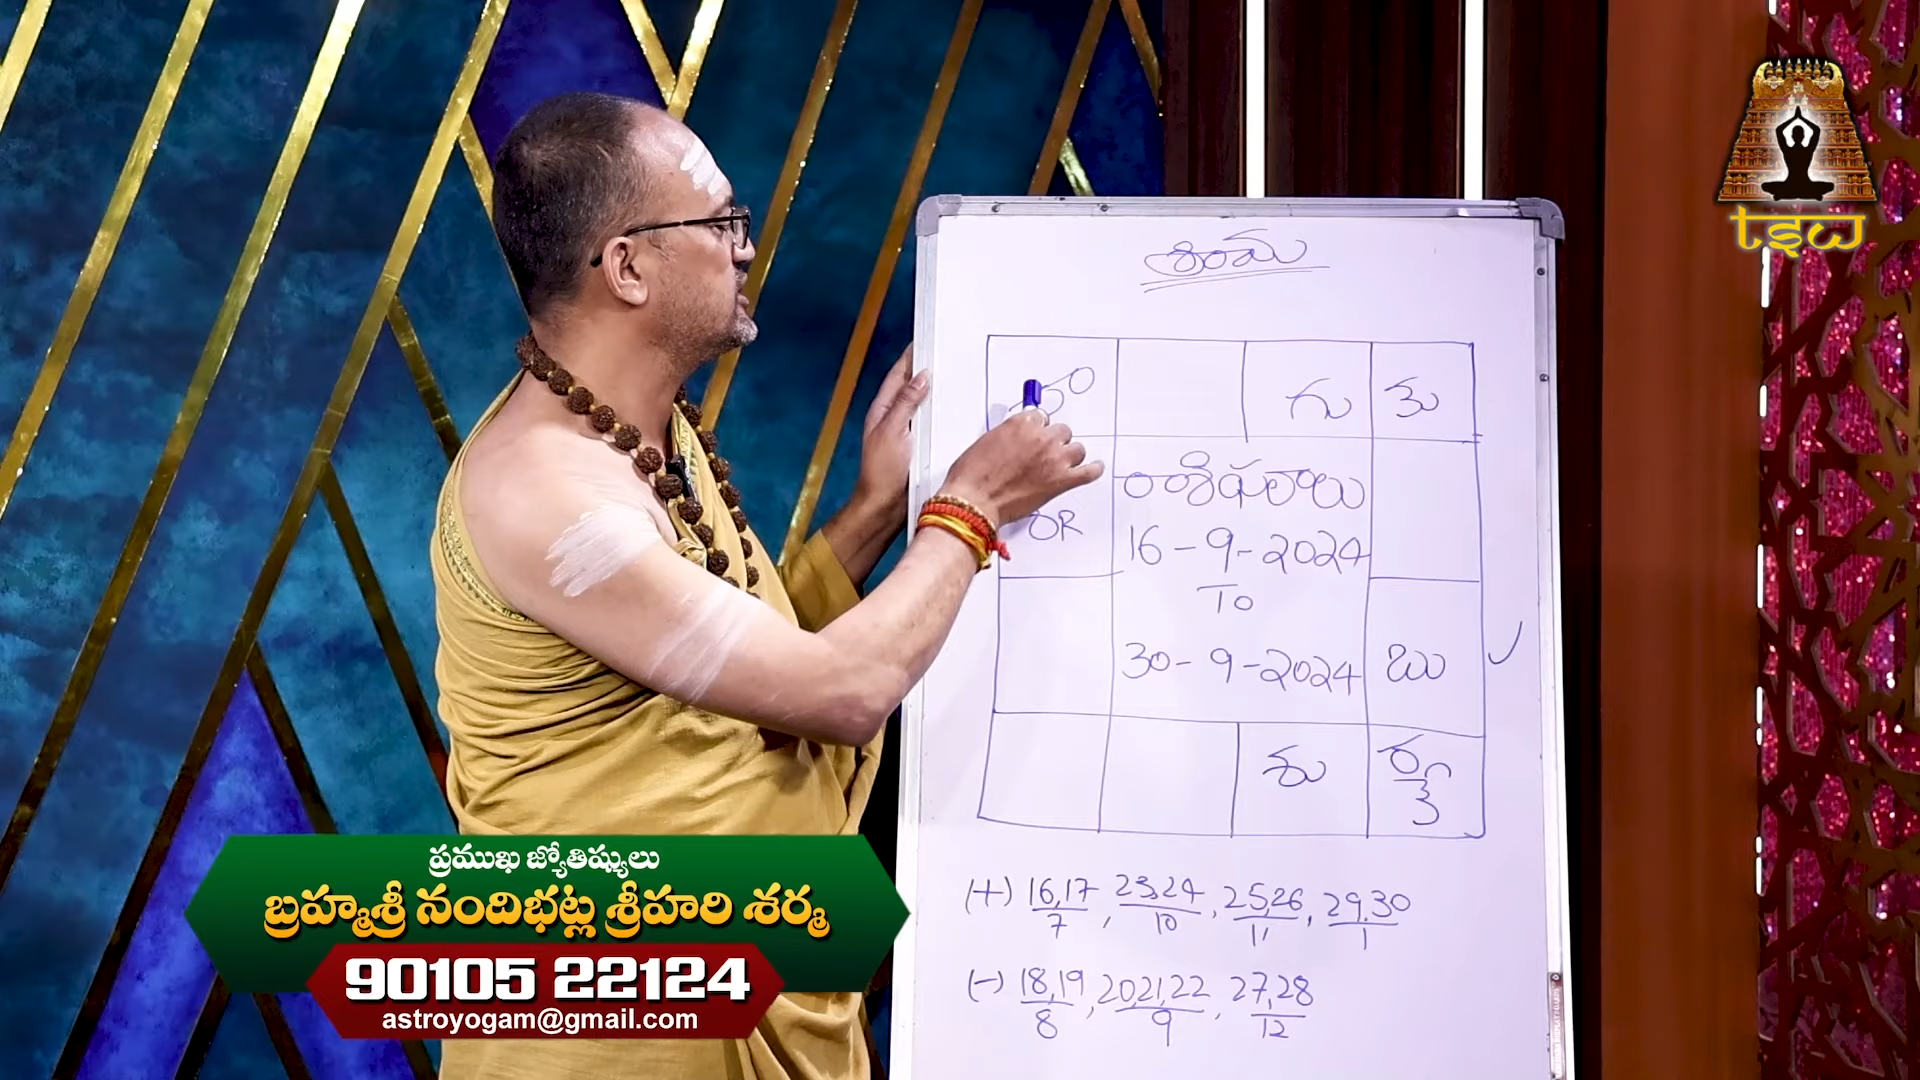 TSW
సింహ
రా
గు
కు
రాశిఫలాలు
16-9-2024
To
30-9-2024
బు
శు
ర
కే
(+) 16,17/7, 23,24/10, 25,26/11, 29,30/1
(-) 18,19/8, 20,21,22/9, 27,28/12
ప్రముఖ జ్యోతిష్యులు
బ్రహ్మశ్రీ నందిభట్ల శ్రీహరి శర్మ
90105 22124
astroyogam@gmail.com